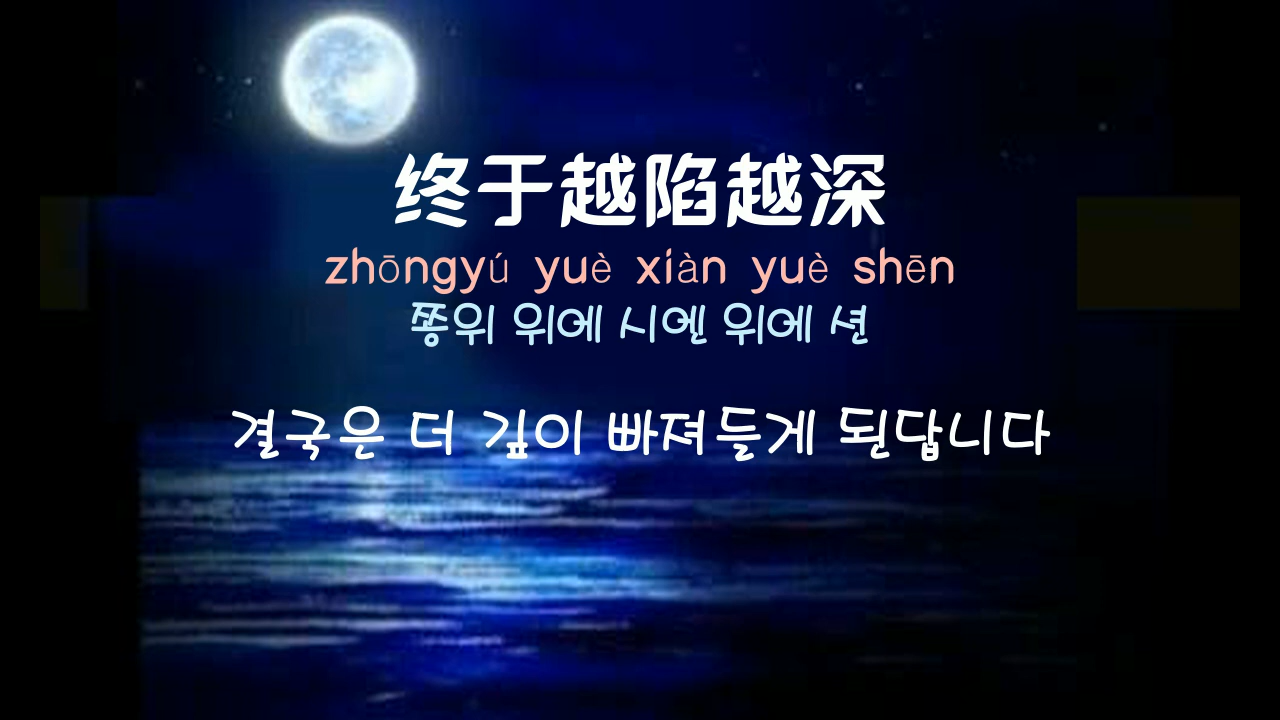 终于越陷越深
zhōngyú yuè xiàn yuè shēn
쫑위 위에 시엔 위에 션
결국은 더 깊이 빠져들게 된답니다